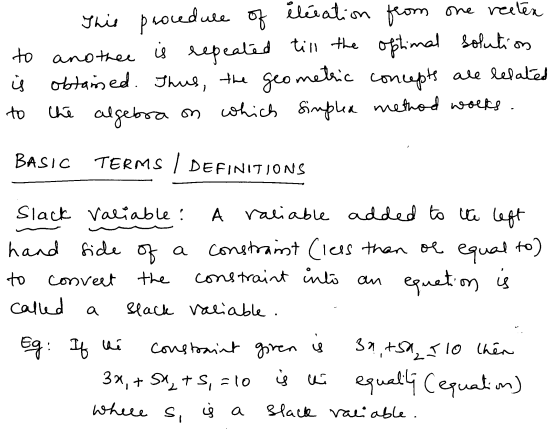 This procedure of iteration from one vertex
to another is repeated till the optimal solution
is obtained. Thus, the geometric concepts are related
to the algebra on which simplex method works.
BASIC TERMS / DEFINITIONS
Slack variable: A variable added to the left
hand side of a constraint (less than or equal to)
to convert the constraint into an equation is
called a slack variable.
Eg: If the constraint given is 3x₁+5x₂ ≤ 10 then
3x₁ + 5x₂ + S₁ = 10 is the equality (equation)
where S₁ is a slack variable.